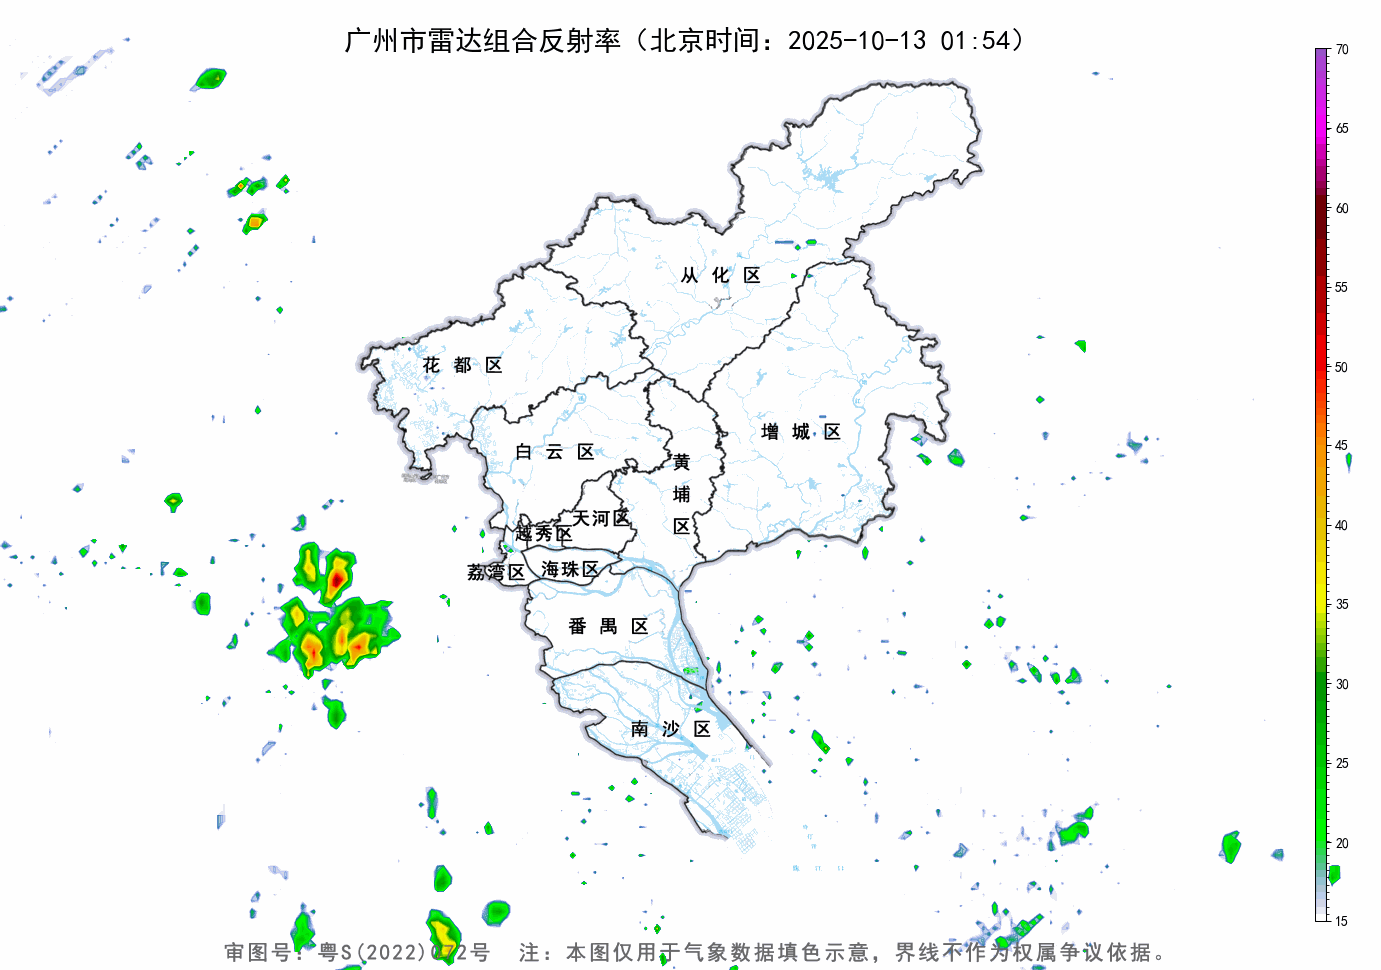 广州市雷达组合反射率（北京时间：2025-10-13 01:54）
70
65
60
55
50
45
40
35
30
25
20
15
从化区
花都区
增城区
白云区
黄埔区
天河区
越秀区
荔湾区
海珠区
番禺区
南沙区
审图号：粤S(2022)072号 注：本图仅用于气象数据填色示意，界线不作为权属争议依据。